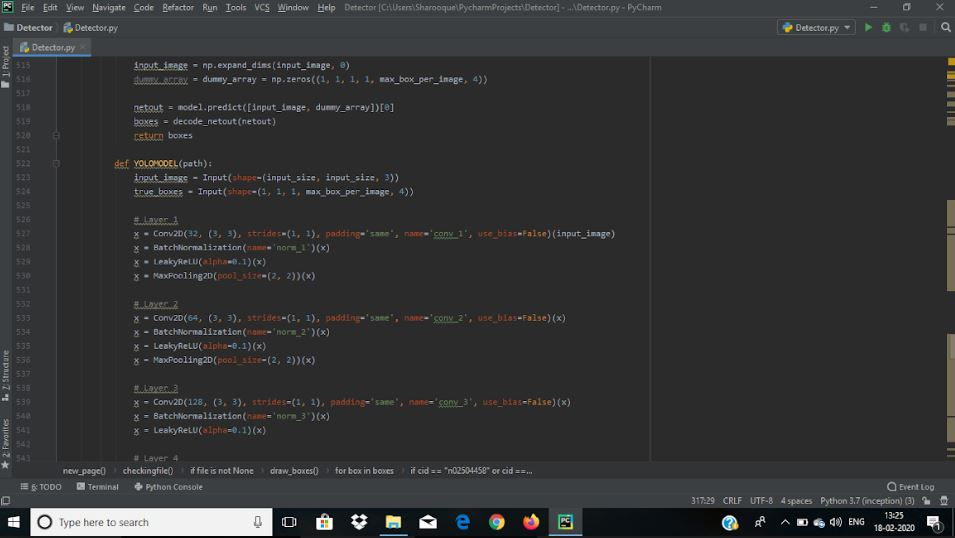 File Edit View Navigate Code Refactor Run Tools VCS Window Help Detector [C:\Users\Sharooque\PycharmProjects\Detector] - ...\Detector.py - PyCharm
Detector Detector.py Detector.py
Detector.py
1: Project
515 input_image = np.expand_dims(input_image, 0)
516 dummy_array = dummy_array = np.zeros((1, 1, 1, 1, max_box_per_image, 4))
517
518 netout = model.predict([input_image, dummy_array])[0]
519 boxes = decode_netout(netout)
520 return boxes
521
522 def YOLOMODEL(path):
523 input_image = Input(shape=(input_size, input_size, 3))
524 true_boxes = Input(shape=(1, 1, 1, max_box_per_image, 4))
525
526 # Layer 1
527 x = Conv2D(32, (3, 3), strides=(1, 1), padding='same', name='conv_1', use_bias=False)(input_image)
528 x = BatchNormalization(name='norm_1')(x)
529 x = LeakyReLU(alpha=0.1)(x)
530 x = MaxPooling2D(pool_size=(2, 2))(x)
531
532 # Layer 2
533 x = Conv2D(64, (3, 3), strides=(1, 1), padding='same', name='conv_2', use_bias=False)(x)
534 x = BatchNormalization(name='norm_2')(x)
535 x = LeakyReLU(alpha=0.1)(x)
536 x = MaxPooling2D(pool_size=(2, 2))(x)
537
538 # Layer 3
539 x = Conv2D(128, (3, 3), strides=(1, 1), padding='same', name='conv_3', use_bias=False)(x)
540 x = BatchNormalization(name='norm_3')(x)
541 x = LeakyReLU(alpha=0.1)(x)
542
543 # Layer 4
Z: Structure
2: Favorites
new_page() checkingfile() if file is not None draw_boxes() for box in boxes if cid == "n02504458" or cid ==...
6: TODO Terminal Python Console Event Log
317:29 CRLF UTF-8 4 spaces Python 3.7 (inception) (3)
Type here to search
ENG
13:25
18-02-2020
1